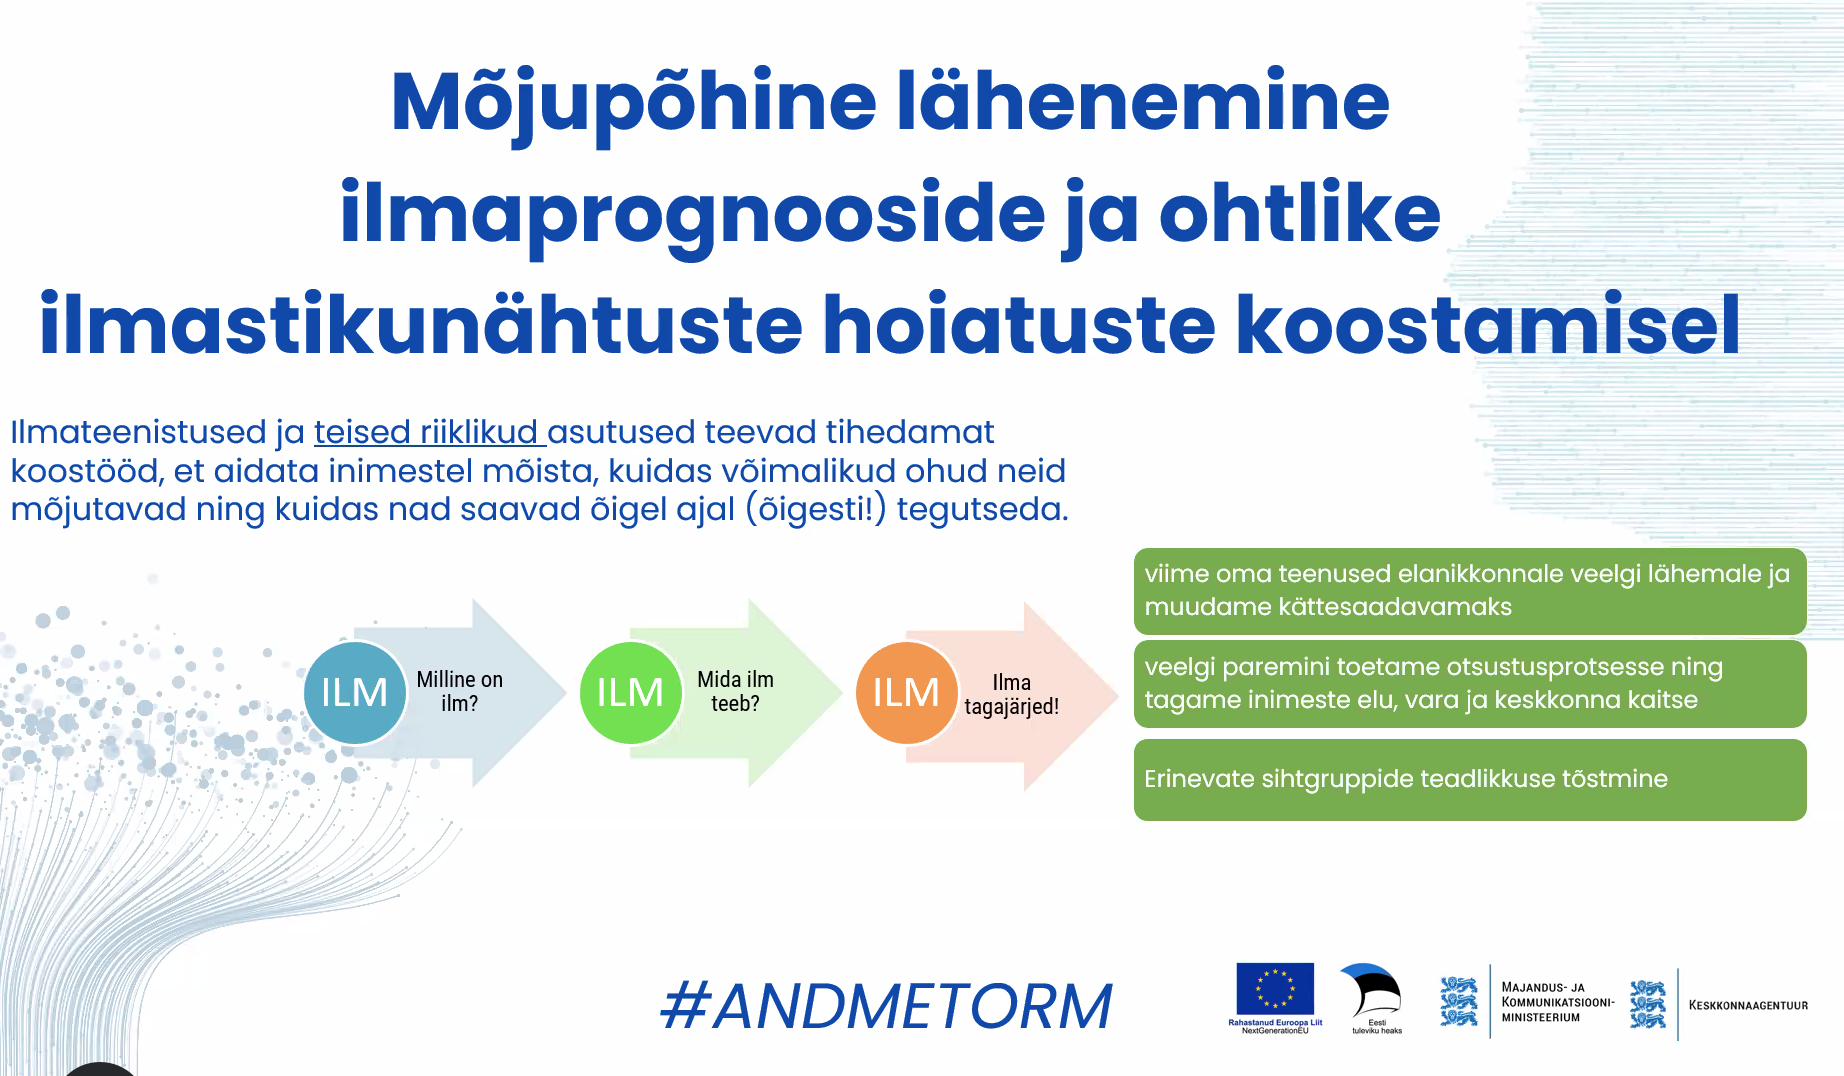 Mõjupõhine lähenemine
ilmaprognooside ja ohtlike
ilmastikunähtuste hoiatuste koostamisel
Ilmateenistused ja teised riiklikud asutused teevad tihedamat
koostööd, et aidata inimestel mõista, kuidas võimalikud ohud neid
mõjutavad ning kuidas nad saavad õigel ajal (õigesti!) tegutseda.
ILM
Milline on
ilm?
ILM
Mida ilm
teeb?
ILM
Ilma
tagajärjed!
viime oma teenused elanikkonnale veelgi lähemale ja
muudame kättesaadavamaks
veelgi paremini toetame otsustusprotsesse ning
tagame inimeste elu, vara ja keskkonna kaitse
Erinevate sihtgruppide teadlikkuse tõstmine
#ANDMETORM
Rahastanud Euroopa Liit
NextGenerationEU
Eesti
tuleviku heaks
MAJANDUS- JA
KOMMUNIKATSIOONI-
MINISTEERIUM
KESKKONNAAGENTUUR